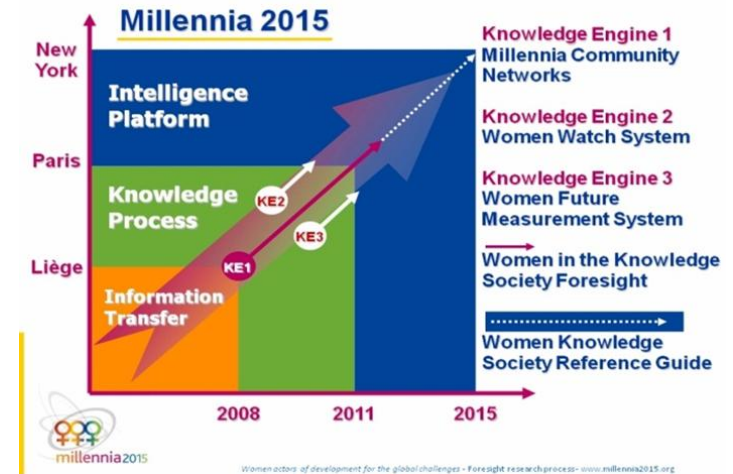 Millennia 2015
New
York
Paris
Liège
Intelligence
Platform
Knowledge
Process
Information
Transfer
KE2
KE3
KE1
2008
2011
2015
Knowledge Engine 1
Millennia Community
Networks
Knowledge Engine 2
Women Watch System
Knowledge Engine 3
Women Future
Measurement System
Women in the Knowledge
Society Foresight
Women Knowledge
Society Reference Guide
millennia2015
Women actors of development for the global challenges - Foresight research process- www.millennia2015.org